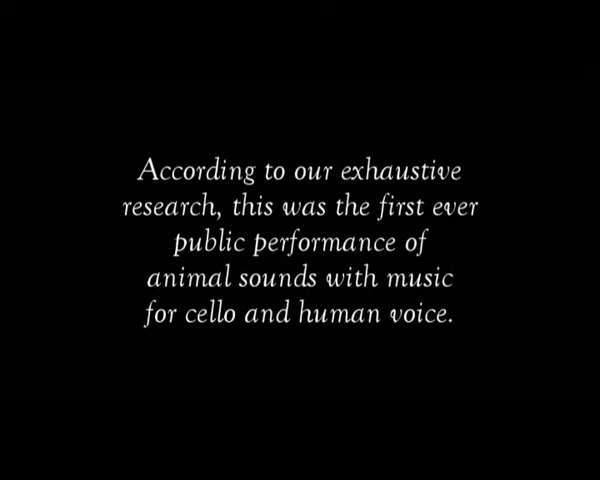 According to our exhaustive
research, this was the first ever
public performance of
animal sounds with music
for cello and human voice.